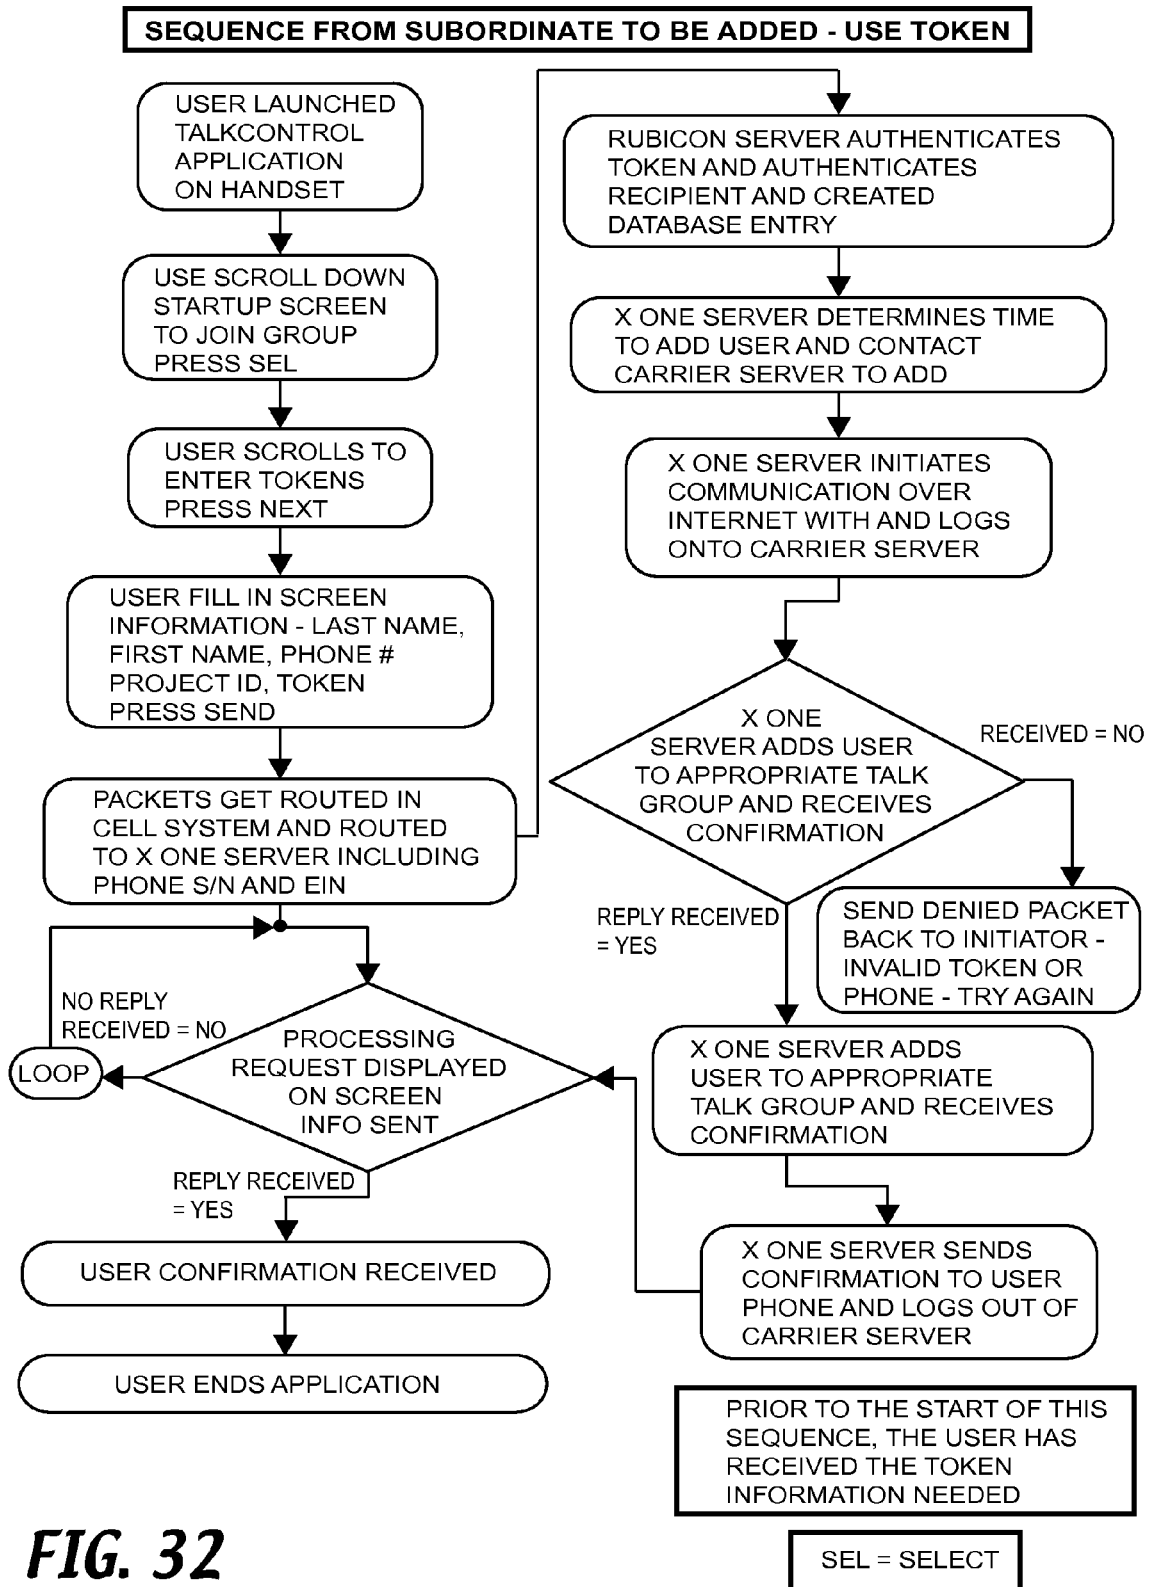 SEQUENCE FROM SUBORDINATE TO BE ADDED - USE TOKEN
USER LAUNCHED
TALKCONTROL
APPLICATION
ON HANDSET
USE SCROLL DOWN
STARTUP SCREEN
TO JOIN GROUP
PRESS SEL
USER SCROLLS TO
ENTER TOKENS
PRESS NEXT
USER FILL IN SCREEN
INFORMATION - LAST NAME,
FIRST NAME, PHONE #
PROJECT ID, TOKEN
PRESS SEND
PACKETS GET ROUTED IN
CELL SYSTEM AND ROUTED
TO X ONE SERVER INCLUDING
PHONE S/N AND EIN
NO REPLY
RECEIVED = NO
LOOP
PROCESSING
REQUEST DISPLAYED
ON SCREEN
INFO SENT
REPLY RECEIVED
= YES
USER CONFIRMATION RECEIVED
USER ENDS APPLICATION
RUBICON SERVER AUTHENTICATES
TOKEN AND AUTHENTICATES
RECIPIENT AND CREATED
DATABASE ENTRY
X ONE SERVER DETERMINES TIME
TO ADD USER AND CONTACT
CARRIER SERVER TO ADD
X ONE SERVER INITIATES
COMMUNICATION OVER
INTERNET WITH AND LOGS
ONTO CARRIER SERVER
X ONE
SERVER ADDS USER
TO APPROPRIATE TALK
GROUP AND RECEIVES
CONFIRMATION
RECEIVED = NO
SEND DENIED PACKET
BACK TO INITIATOR -
INVALID TOKEN OR
PHONE - TRY AGAIN
REPLY RECEIVED
= YES
X ONE SERVER ADDS
USER TO APPROPRIATE
TALK GROUP AND RECEIVES
CONFIRMATION
X ONE SERVER SENDS
CONFIRMATION TO USER
PHONE AND LOGS OUT OF
CARRIER SERVER
PRIOR TO THE START OF THIS
SEQUENCE, THE USER HAS
RECEIVED THE TOKEN
INFORMATION NEEDED
SEL = SELECT
FIG. 32